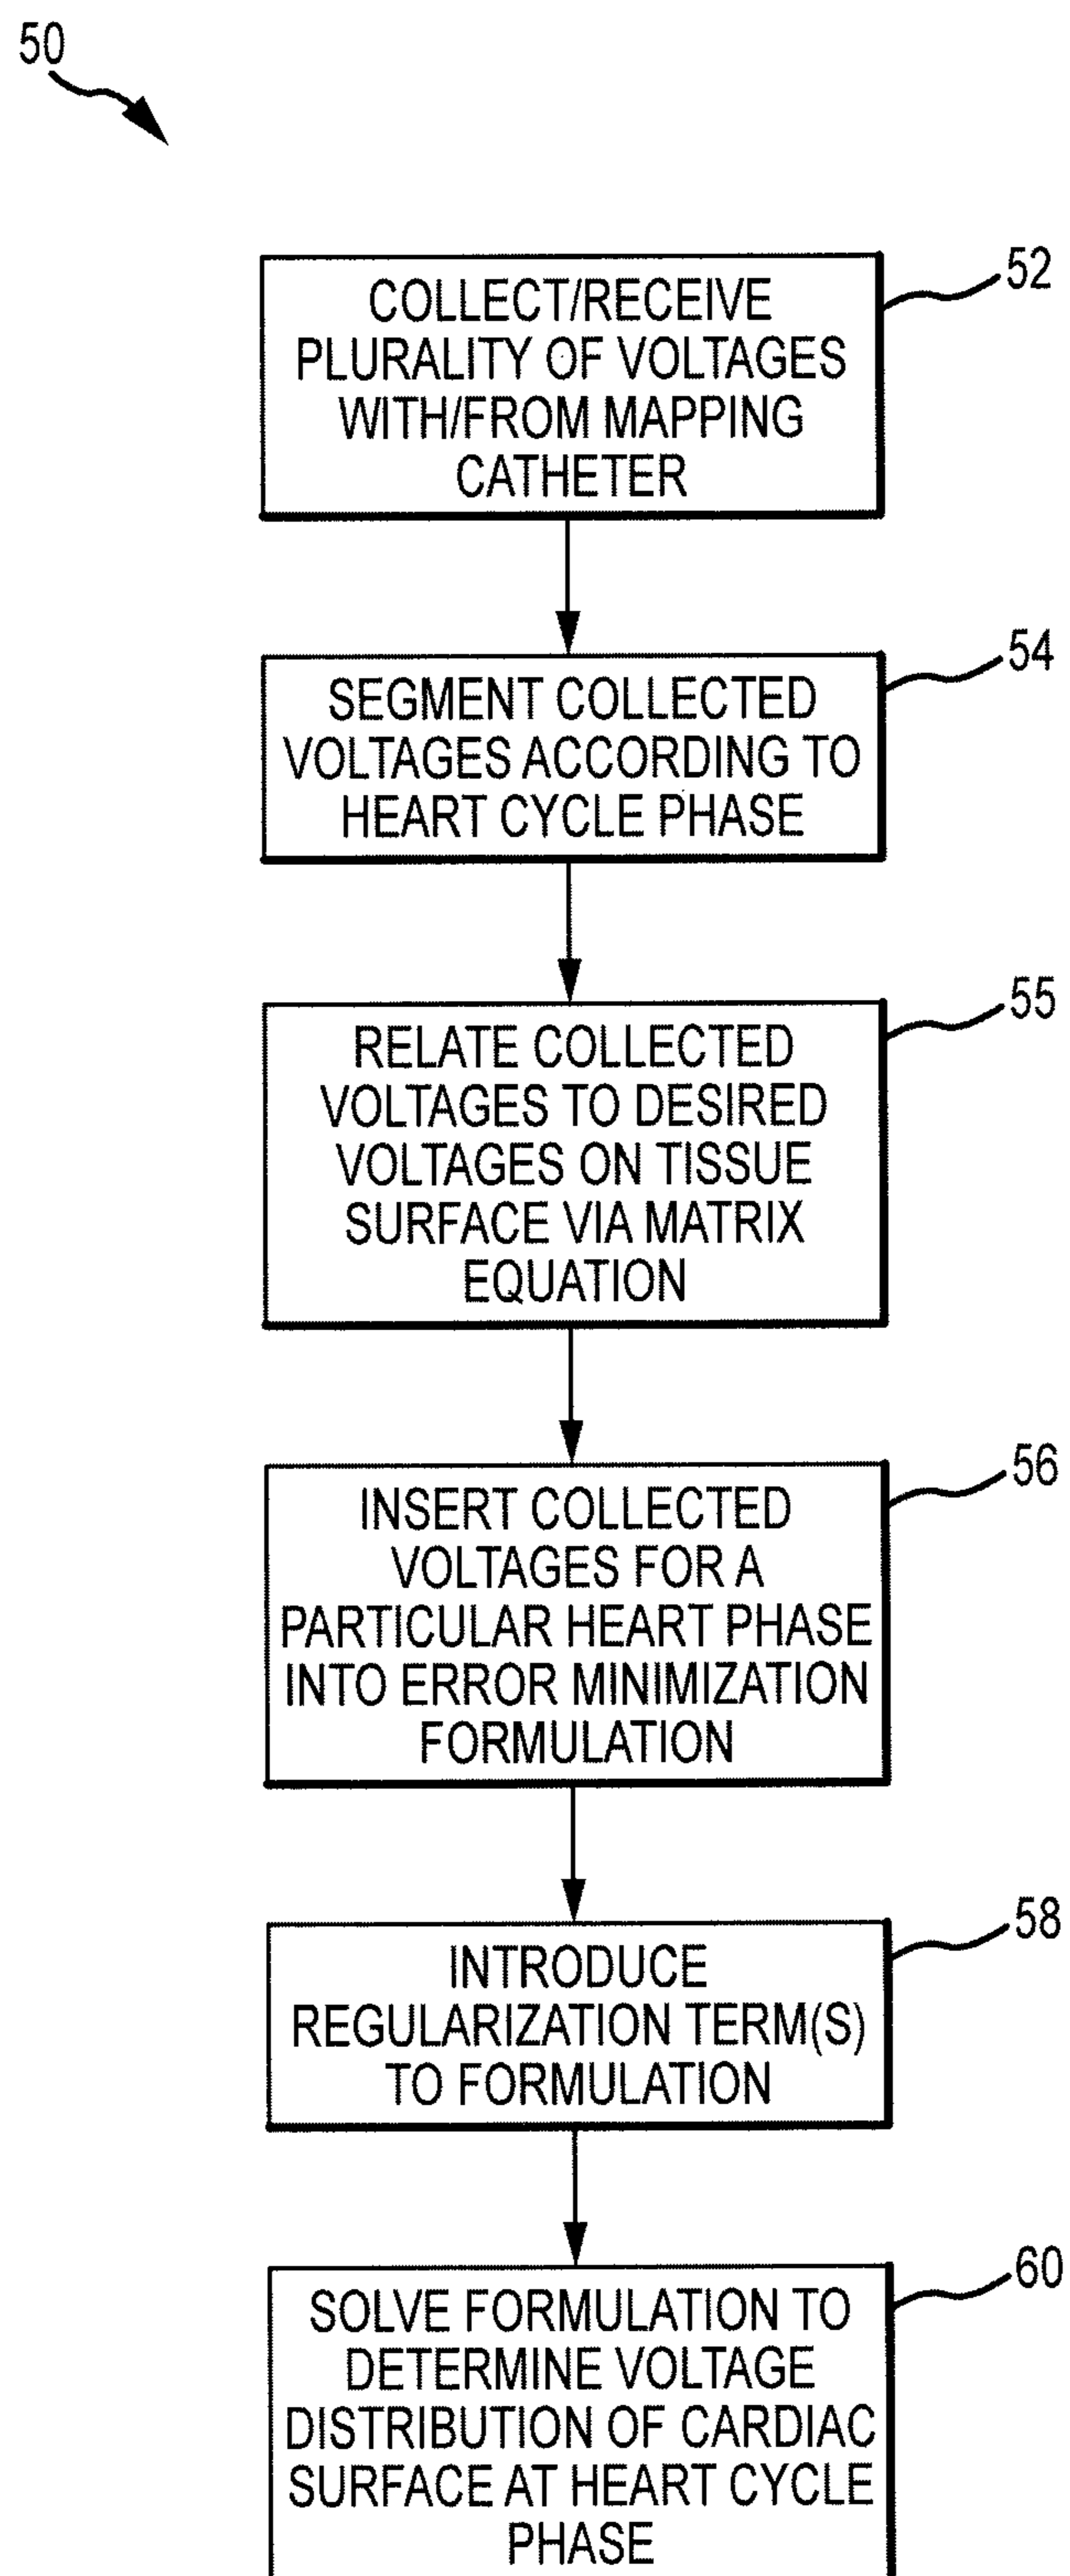 50
COLLECT/RECEIVE
PLURALITY OF VOLTAGES
WITH/FROM MAPPING
CATHETER
52
SEGMENT COLLECTED
VOLTAGES ACCORDING TO
HEART CYCLE PHASE
54
RELATE COLLECTED
VOLTAGES TO DESIRED
VOLTAGES ON TISSUE
SURFACE VIA MATRIX
EQUATION
55
INSERT COLLECTED
VOLTAGES FOR A
PARTICULAR HEART PHASE
INTO ERROR MINIMIZATION
FORMULATION
56
INTRODUCE
REGULARIZATION TERM(S)
TO FORMULATION
58
SOLVE FORMULATION TO
DETERMINE VOLTAGE
DISTRIBUTION OF CARDIAC
SURFACE AT HEART CYCLE
PHASE
60